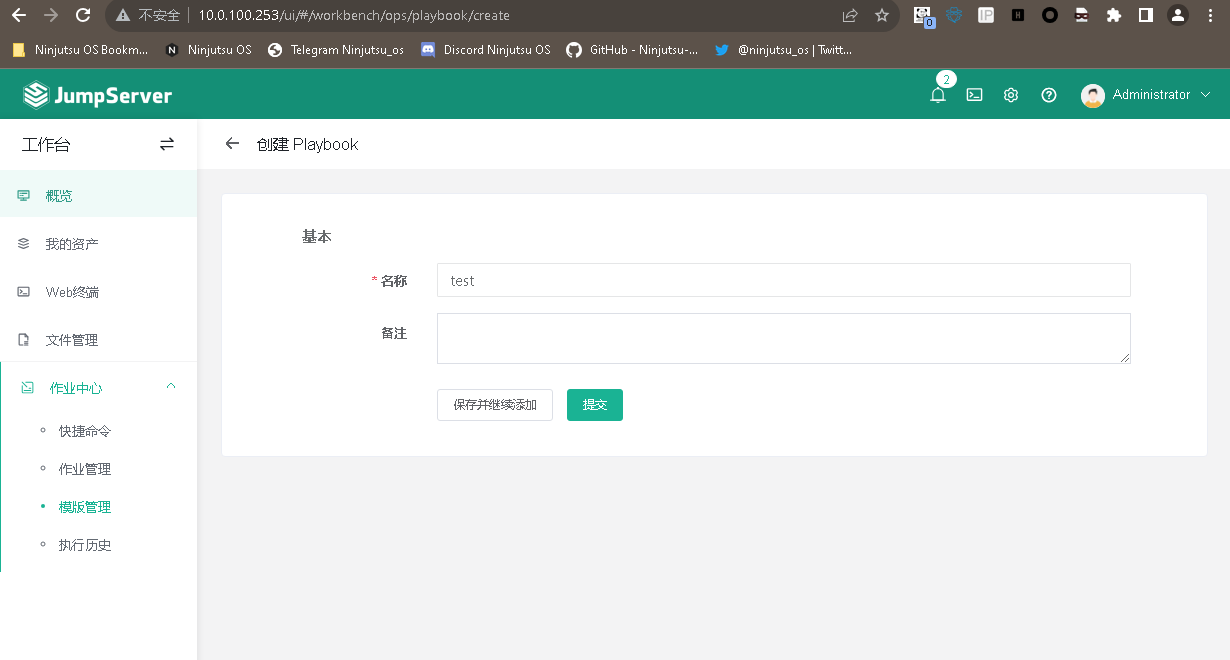 不安全 10.0.100.253/ui/#/workbench/ops/playbook/create
0
Ninjutsu OS Bookm... N Ninjutsu OS Telegram Ninjutsu_os Discord Ninjutsu OS GitHub - Ninjutsu-... @ninjutsu_os | Twitt...
JumpServer 2 Administrator
工作台
创建 Playbook
概览
我的资产
Web终端
文件管理
作业中心
快捷命令
作业管理
模版管理
执行历史
基本
* 名称 test
备注
保存并继续添加 提交